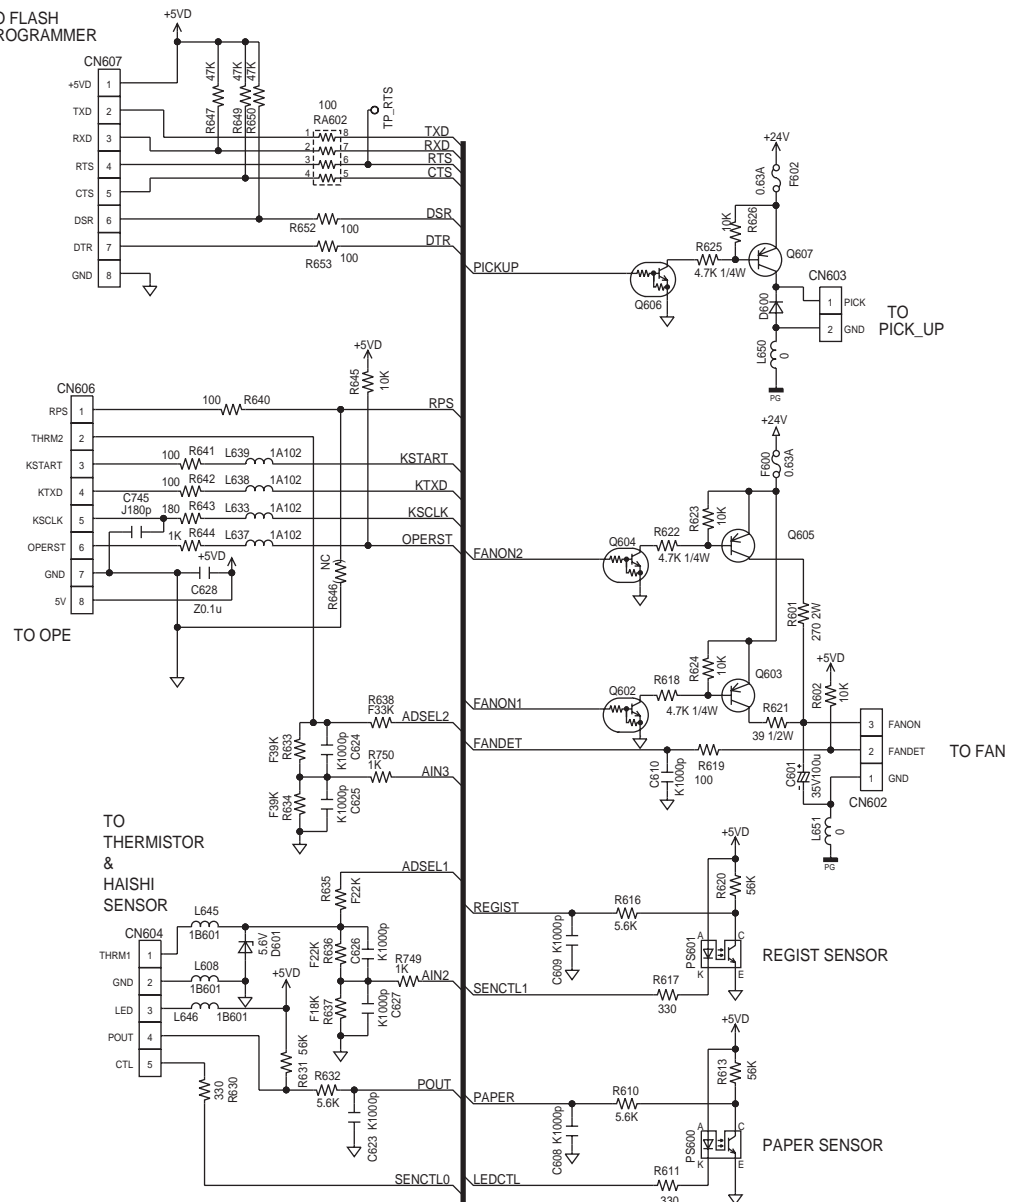 O FLASH
ROGRAMMER
+5VD
CN607
+5VD 1
TXD 2
RXD 3
RTS 4
CTS 5
DSR 6
DTR 7
GND 8
47K
47K
47K
R647
R649
R650
100
RA602
1 8
2 7
3 6
4 5
TP_RTS
TXD
RXD
RTS
CTS
R652
100
DSR
R653
100
DTR
PICKUP
Q606
R625
4.7K 1/4W
+24V
0.63A
F602
10K
R626
Q607
CN603
1 PICK
2 GND
D600
L650
0
PG
TO
PICK_UP
CN606
RPS 1
THRM2 2
KSTART 3
KTXD 4
KSCLK 5
OPERST 6
GND 7
5V 8
TO OPE
+5VD
R645
10K
100 R640
RPS
100 R641 L639 1A102
KSTART
100 R642 L638 1A102
KTXD
C745
J180p
180 R643 L633 1A102
KSCLK
1K R644 L637 1A102
OPERST
+5VD
C628
Z0.1u
NC
R646
FANON2
Q604
R622
4.7K 1/4W
R623
10K
+24V
F600
0.63A
Q605
R601
270 2W
FANON1
Q602
R618
4.7K 1/4W
R624
10K
Q603
R621
39 1/2W
+5VD
R602
10K
FANDET
C610
K1000p
R619
100
C601
35V100u
+
-
3 FANON
2 FANDET
1 GND
CN602
TO FAN
L651
0
PG
R638
F33K
ADSEL2
F39K
R633
K1000p
C624
R750
1K
AIN3
F39K
R634
K1000p
C625
TO
THERMISTOR
&
HAISHI
SENSOR
CN604
THRM1 1
GND 2
LED 3
POUT 4
CTL 5
L645
1B601
L608
1B601
L646 1B601
5.6V
D601
+5VD
ADSEL1
R635
F22K
F22K
R636
C626
K1000p
R749
1K
AIN2
F18K
R637
K1000p
C627
R631 56K
R632
5.6K
POUT
C623 K1000p
330
R630
SENCTL0
REGIST
C609 K1000p
R616
5.6K
+5VD
R620
56K
PS601
A
K
C
E
REGIST SENSOR
SENCTL1
R617
330
PAPER
C608 K1000p
R610
5.6K
+5VD
R613
56K
PS600
A
K
C
E
PAPER SENSOR
LEDCTL
R611
330